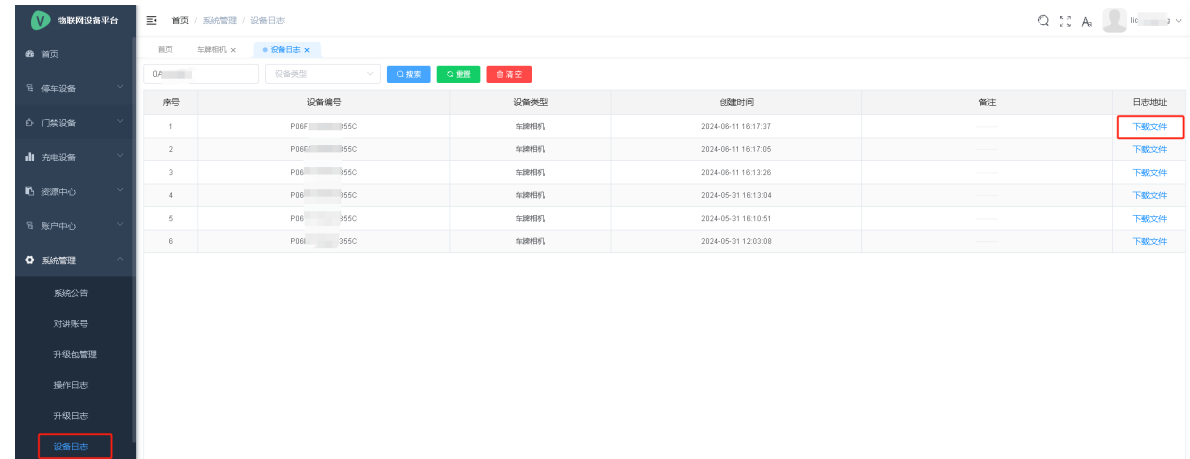 物联网设备平台
首页 / 系统管理 / 设备日志
首页
车牌相机 ×
设备日志 ×
首页
停车设备
门禁设备
充电设备
资源中心
账户中心
系统管理
系统公告
对讲账号
升级包管理
操作日志
升级日志
设备日志
设备类型
搜索
重置
清空
序号 设备编号 设备类型 创建时间 备注 日志地址
1 P06F 955C 车牌相机 2024-06-11 16:17:37 下载文件
2 车牌相机 2024-06-11 16:17:05 下载文件
3 P06 955C 车牌相机 2024-06-11 16:13:26 下载文件
4 P06 车牌相机 2024-05-31 16:13:04 下载文件
5 P06 车牌相机 2024-05-31 16:10:51 下载文件
6 355C 车牌相机 2024-05-31 12:03:08 下载文件